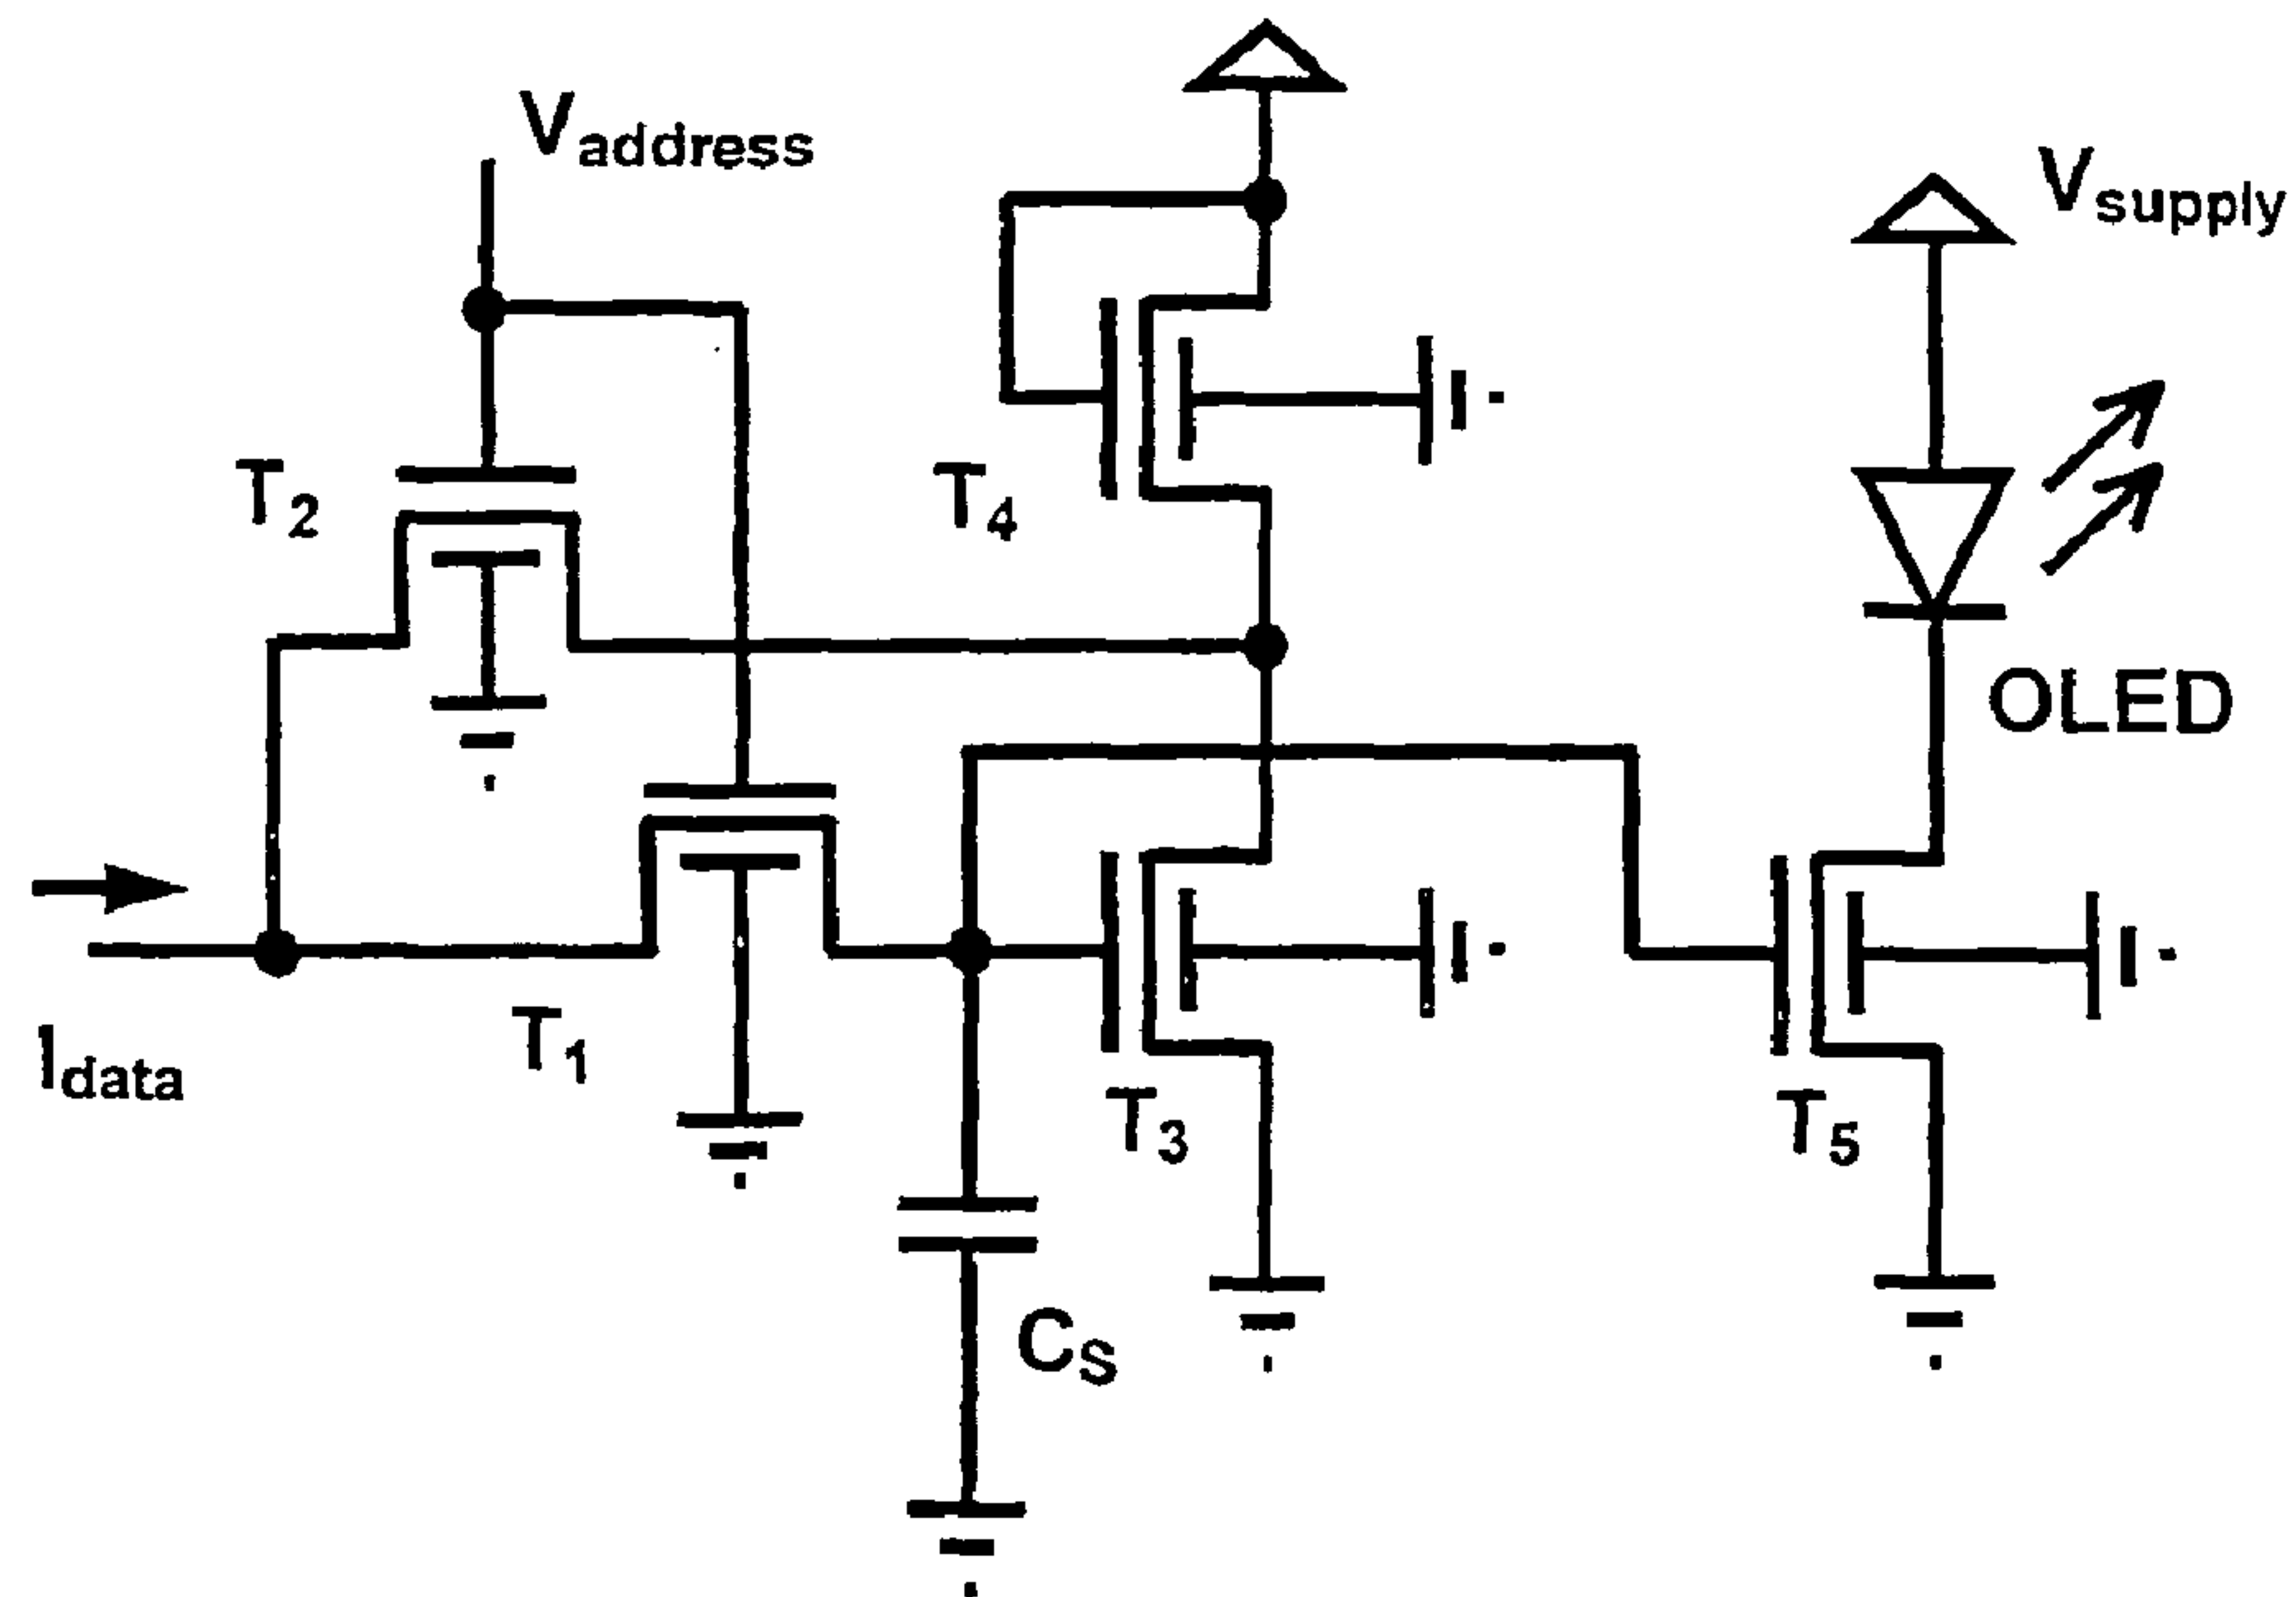 Vaddress
Vsupply
T2
T4
OLED
Idata
T1
T3
T5
CS